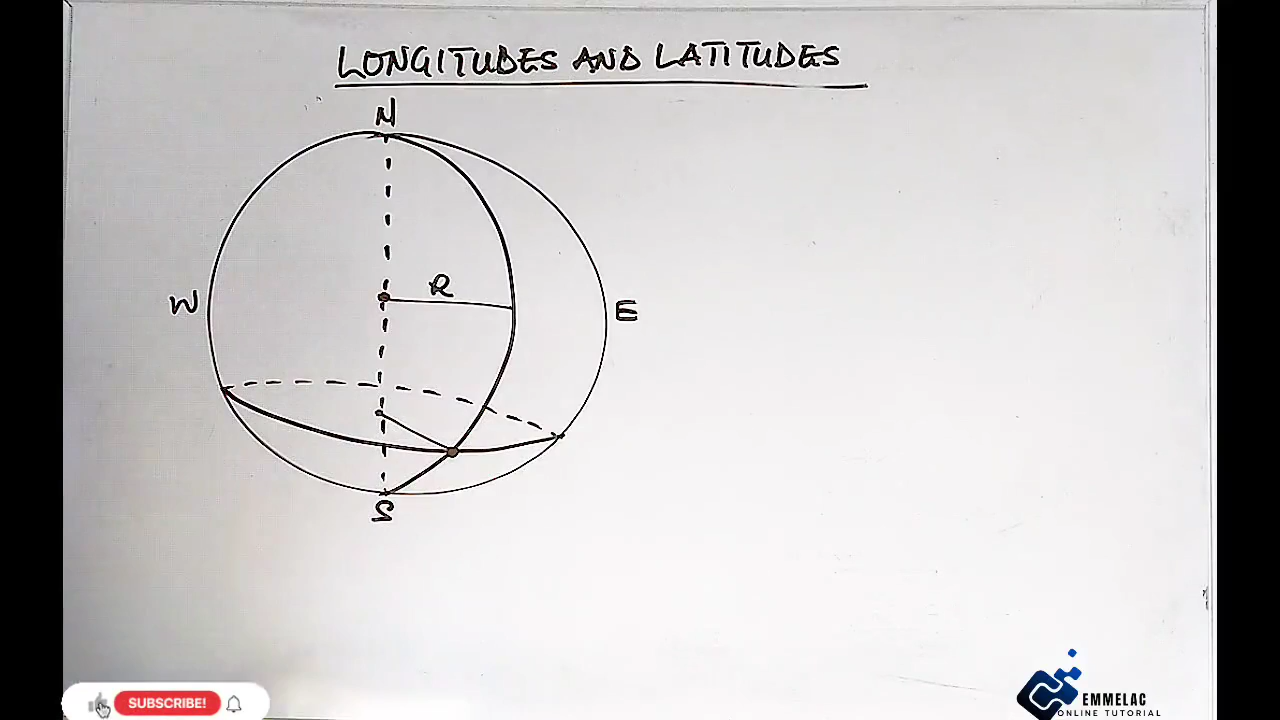 LONGITUDES AND LATITUDES
N
R
W
E
S
SUBSCRIBE!
EMMELAC
ONLINE TUTORIAL